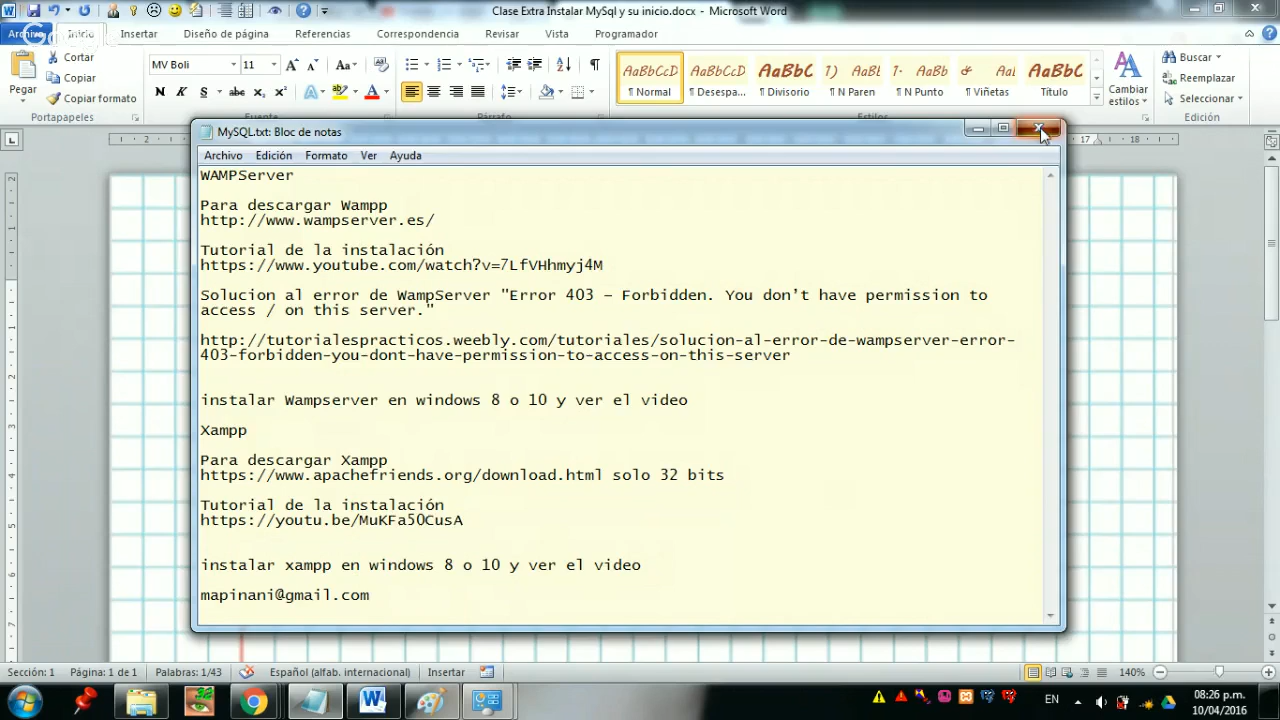 Clase Extra Instalar MySql y su inicio.docx - Microsoft Word
Archivo Inicio Insertar Diseño de página Referencias Correspondencia Revisar Vista Programador
Google
Cortar
Copiar
Copiar formato
Pegar
Portapapeles
MV Boli 11
Fuente
Párrafo
AaBbCcD AaBbCcD AaBbC 1) AaBl 1- AaBb AaB AaBbC
¶ Normal ¶ Desespa... ¶ Divisorio ¶ N Paren ¶ N Punto ¶ Viñetas Título
Estilos
Cambiar estilos
Buscar
Reemplazar
Seleccionar
Edición
MySQL.txt: Bloc de notas
Archivo Edición Formato Ver Ayuda
WAMPServer
Para descargar Wampp
http://www.wampserver.es/
Tutorial de la instalación
https://www.youtube.com/watch?v=7LfVHhmyj4M
Solucion al error de WampServer "Error 403 – Forbidden. You don't have permission to
access / on this server."
http://tutorialespracticos.weebly.com/tutoriales/solucion-al-error-de-wampserver-error-
403-forbidden-you-dont-have-permission-to-access-on-this-server
instalar Wampserver en windows 8 o 10 y ver el video
Xampp
Para descargar Xampp
https://www.apachefriends.org/download.html solo 32 bits
Tutorial de la instalación
https://youtu.be/MuKFa5OCusA
instalar xampp en windows 8 o 10 y ver el video
mapinani@gmail.com
Sección: 1 Página: 1 de 1 Palabras: 1/43 Español (alfab. internacional) Insertar 140%
EN
08:26 p.m.
10/04/2016